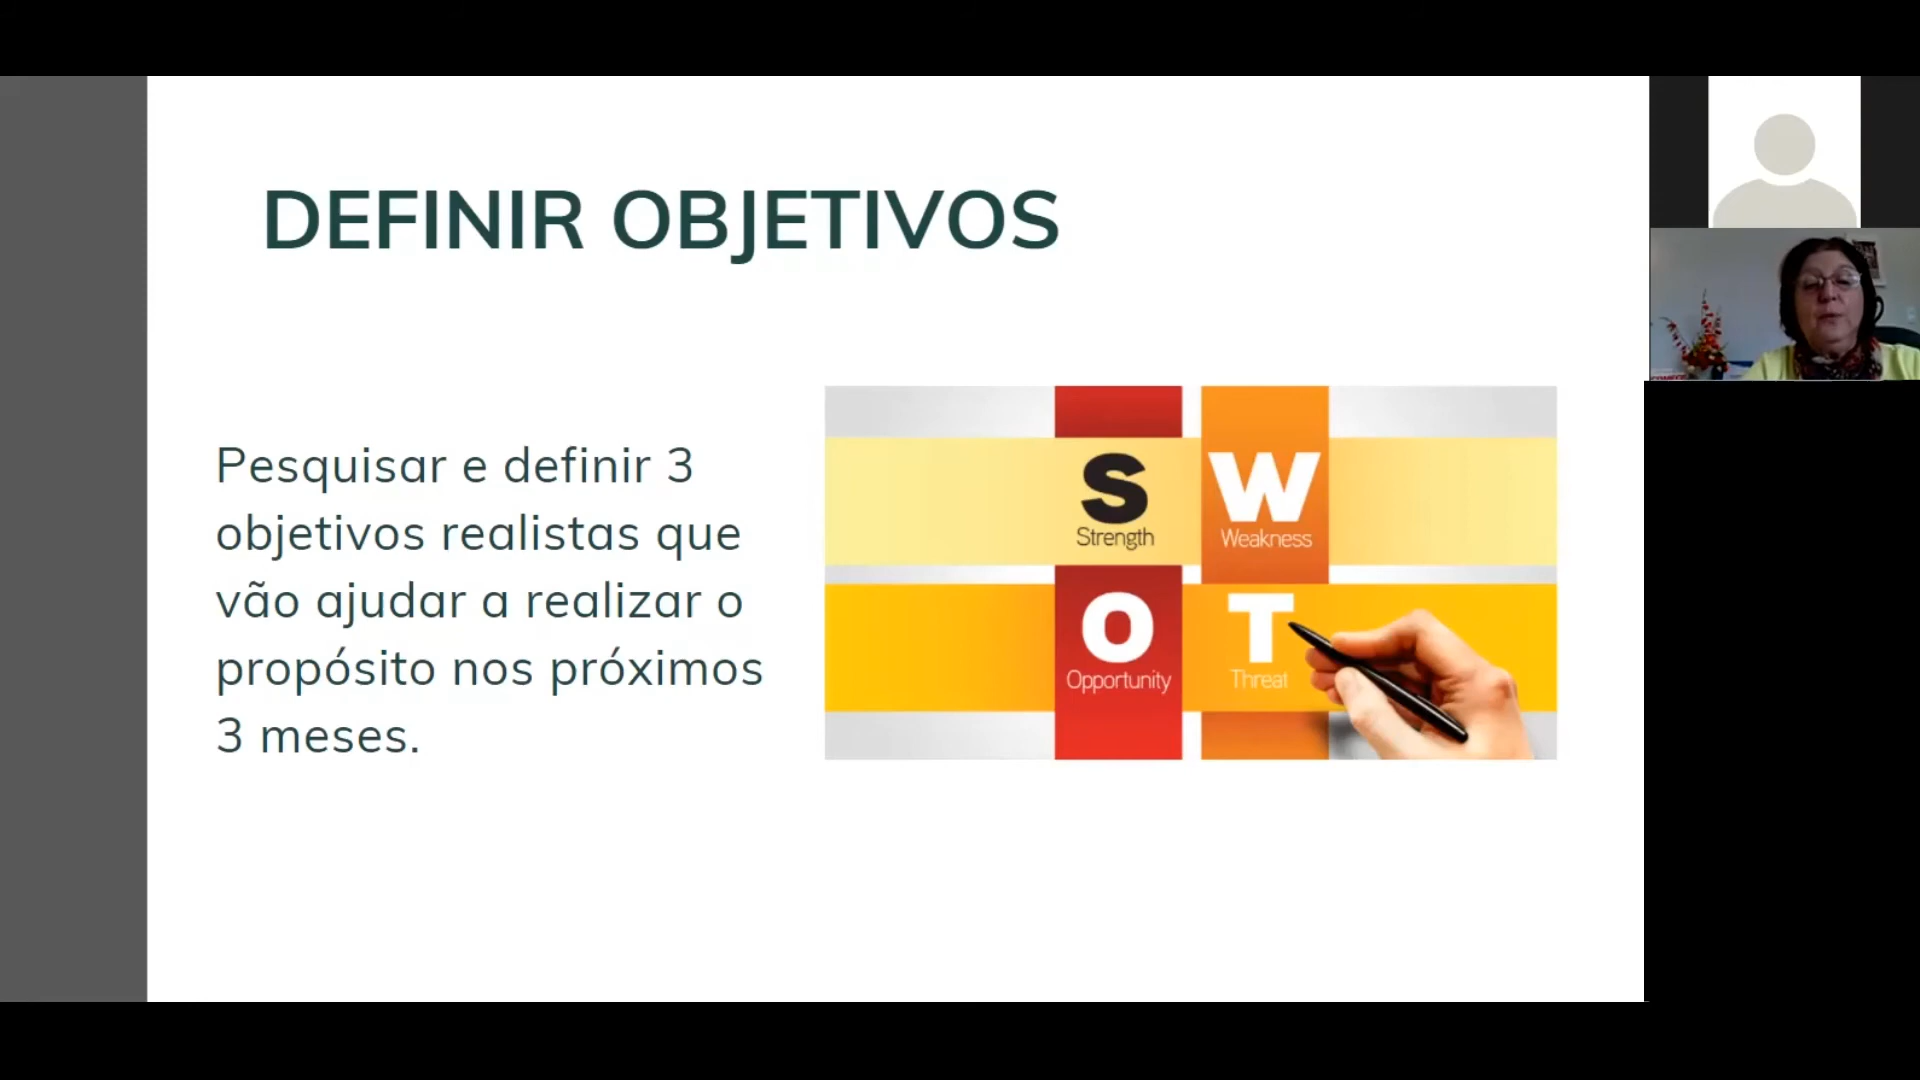 DEFINIR OBJETIVOS
Pesquisar e definir 3
objetivos realistas que
vão ajudar a realizar o
propósito nos próximos
3 meses.
S
Strength
W
Weakness
O
Opportunity
T
Threat